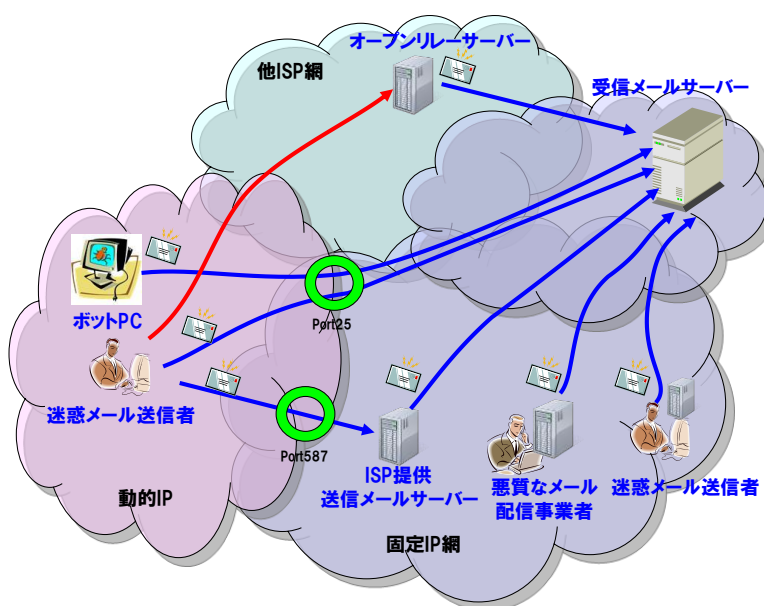 オープンリレーサーバー
他ISP網
受信メールサーバー
ボットPC
Port25
迷惑メール送信者
Port587
ISP提供
送信メールサーバー
悪質なメール
配信事業者
迷惑メール送信者
動的IP
固定IP網